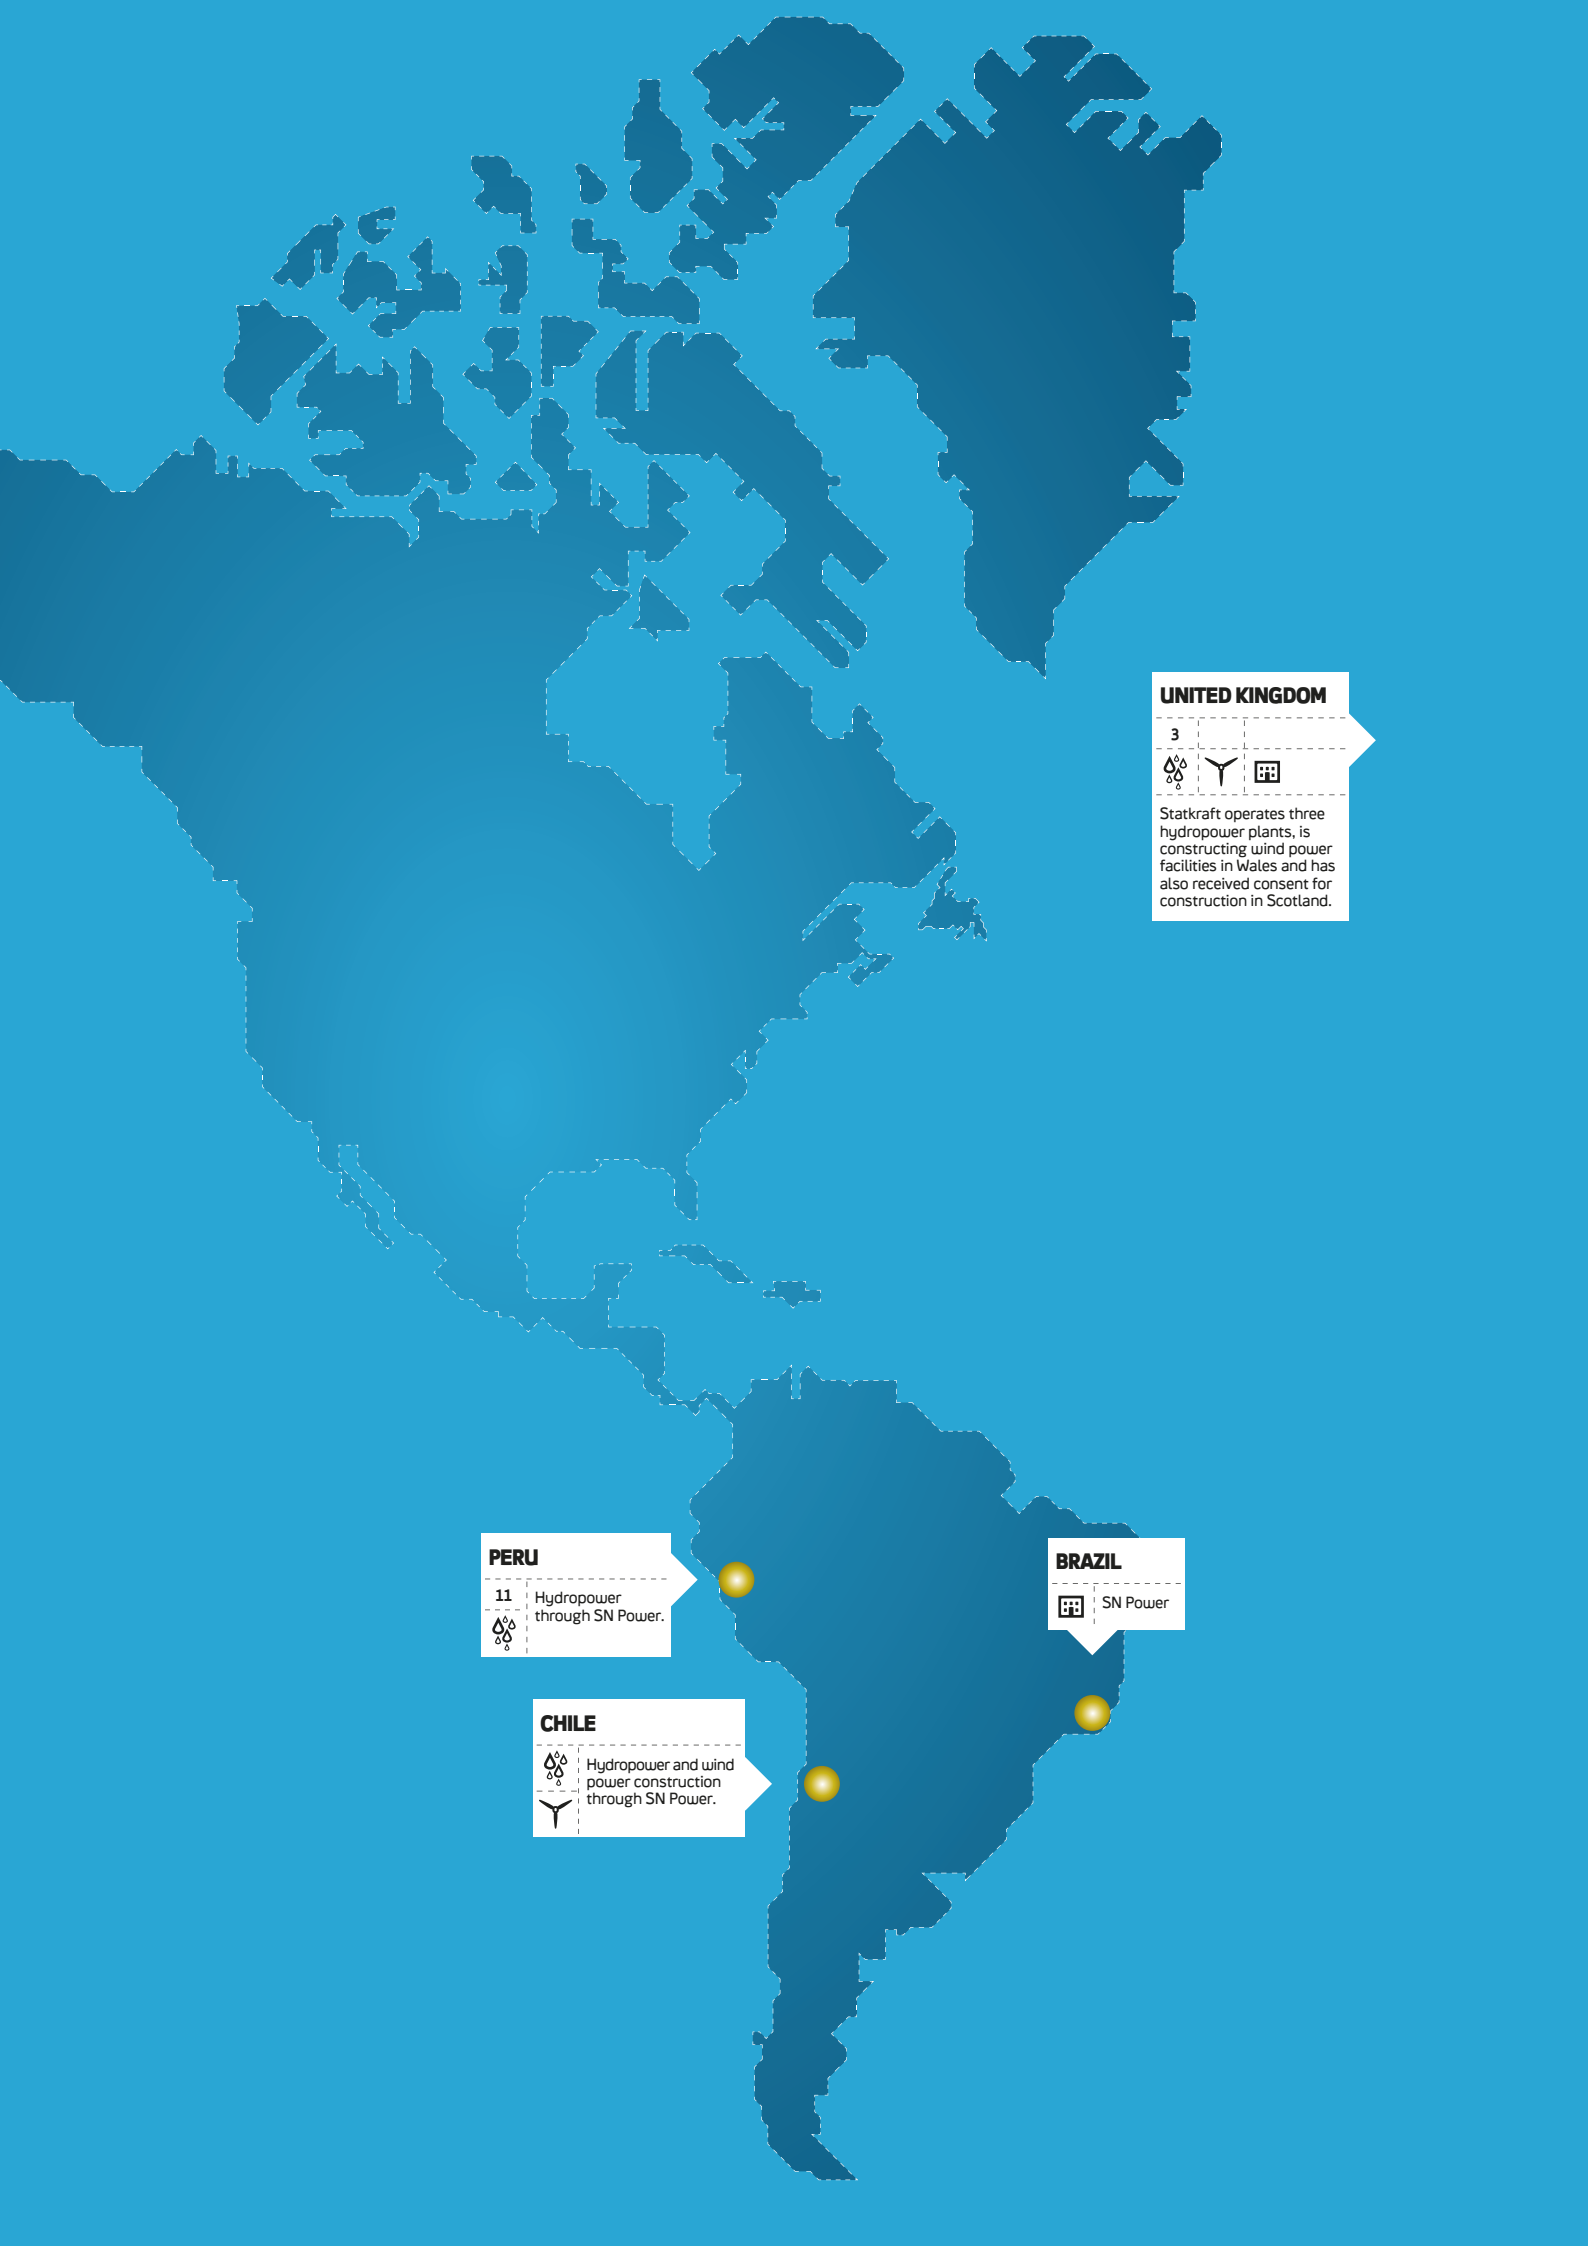 UNITED KINGDOM
3
Statkraft operates three
hydropower plants, is
constructing wind power
facilities in Wales and has
also received consent for
construction in Scotland.
PERU
11
Hydropower
through SN Power.
BRAZIL
SN Power
CHILE
Hydropower and wind
power construction
through SN Power.